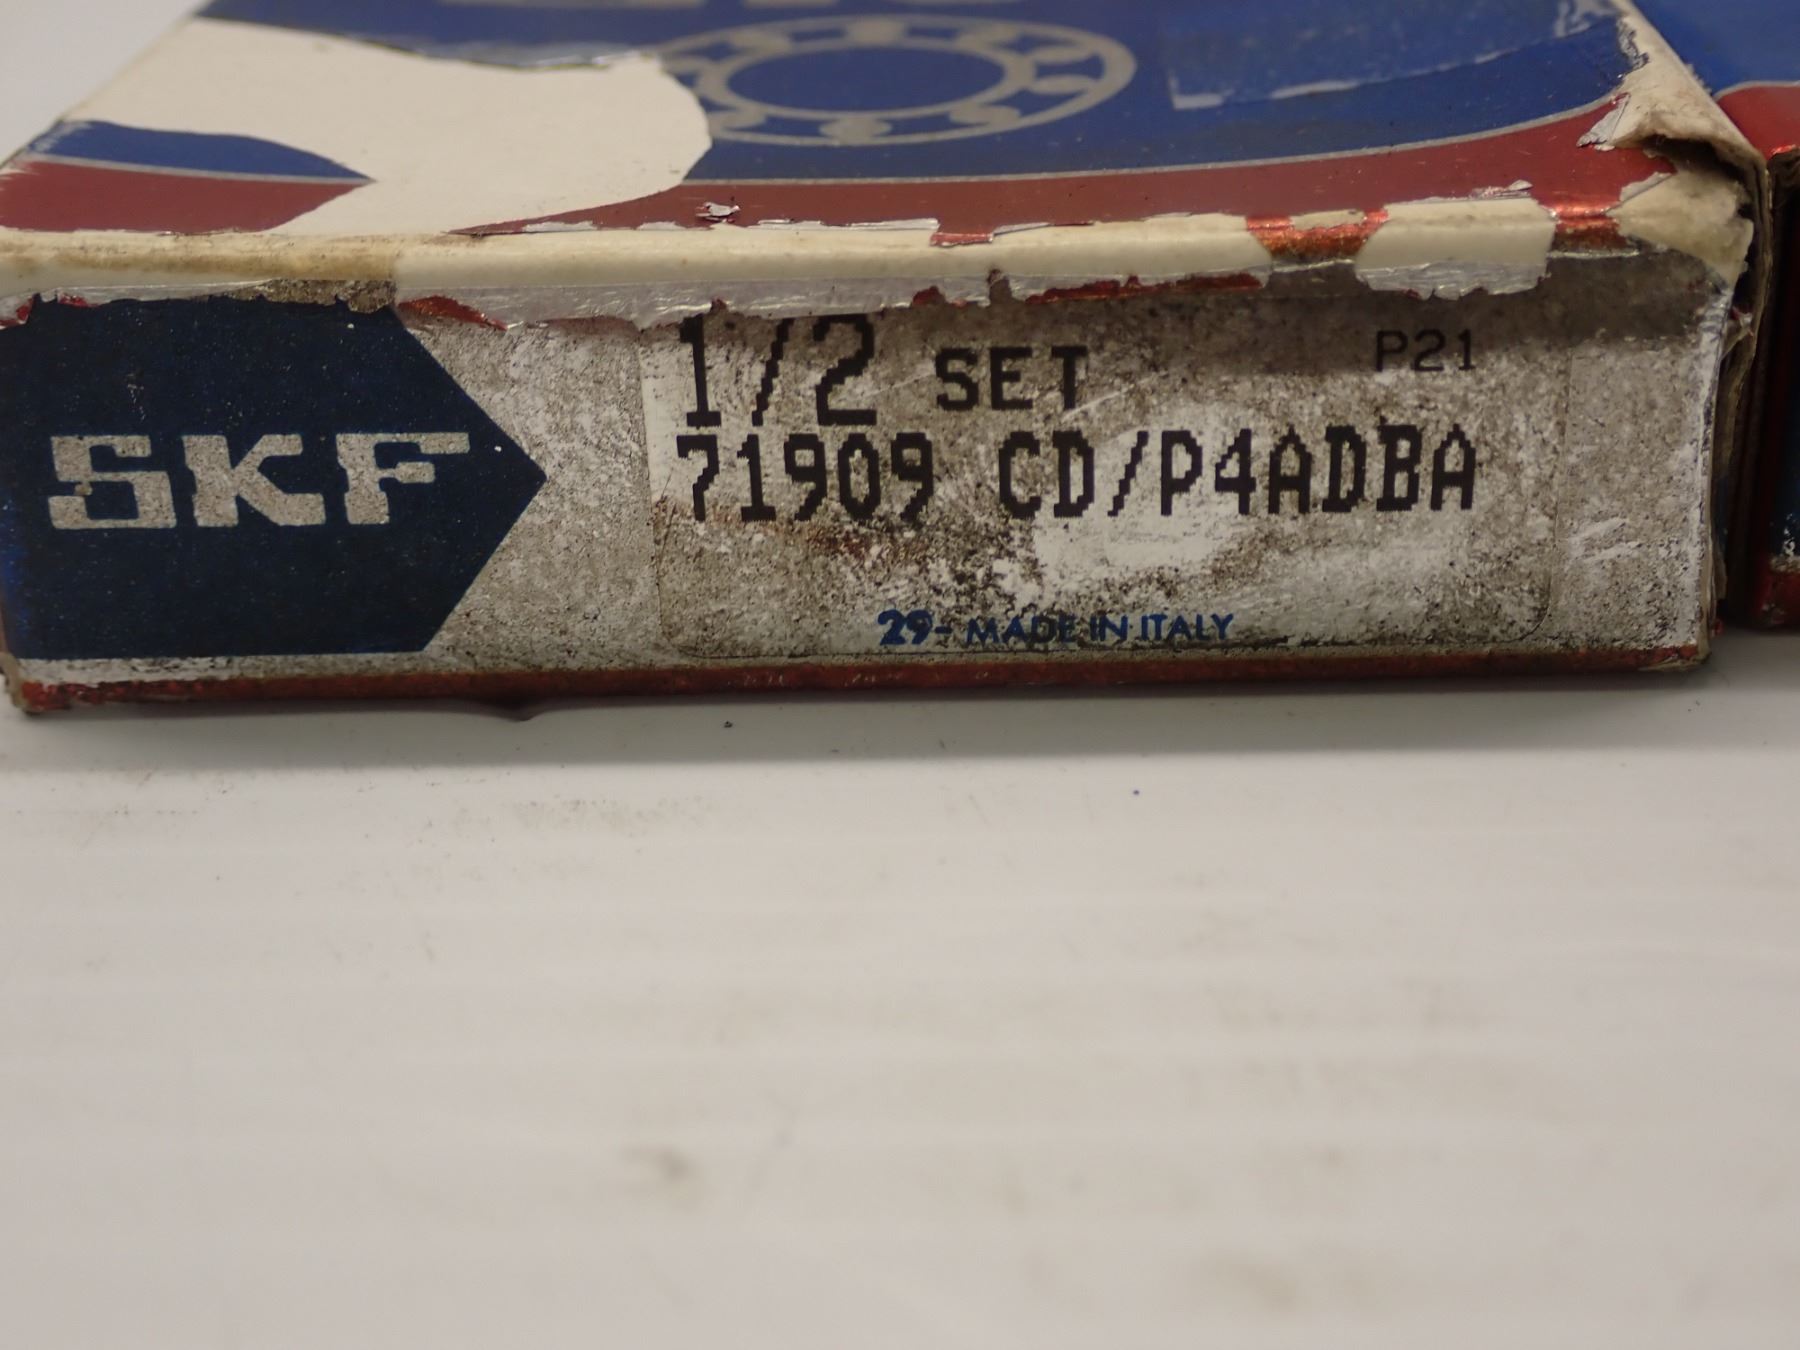 SKF
1/2 SET P21
71909 CD/P4ADBA
29- MADE IN ITALY